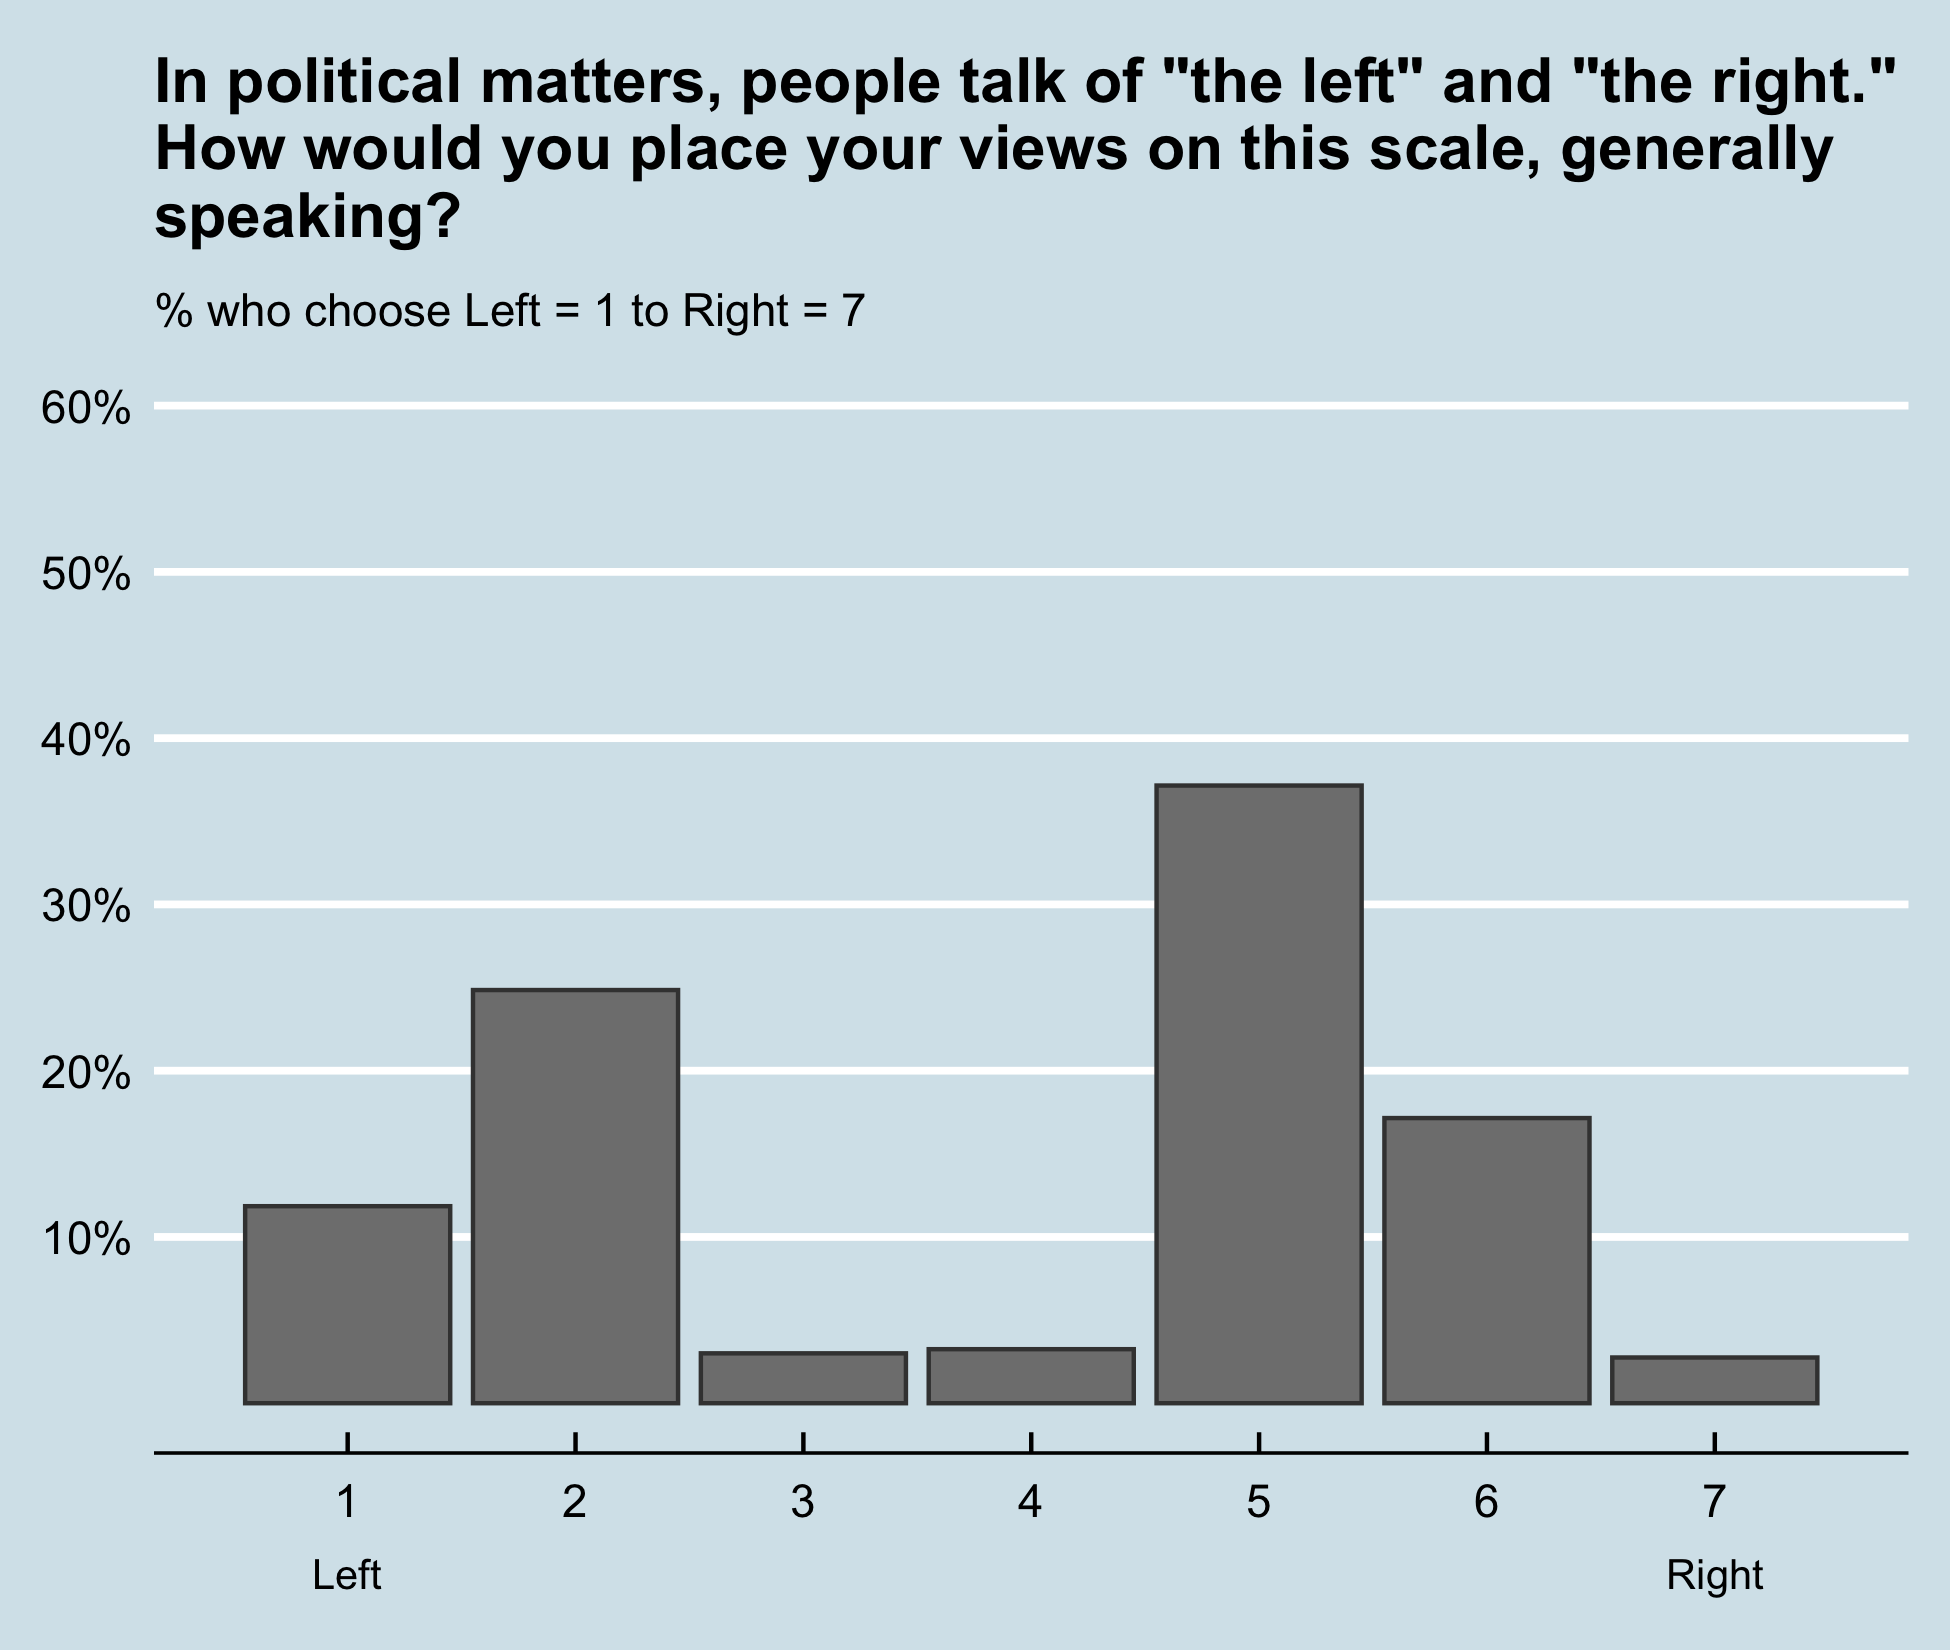 In political matters, people talk of "the left" and "the right."
How would you place your views on this scale, generally
speaking?
% who choose Left = 1 to Right = 7
60%
50%
40%
30%
20%
10%
1 2 3 4 5 6 7
Left Right